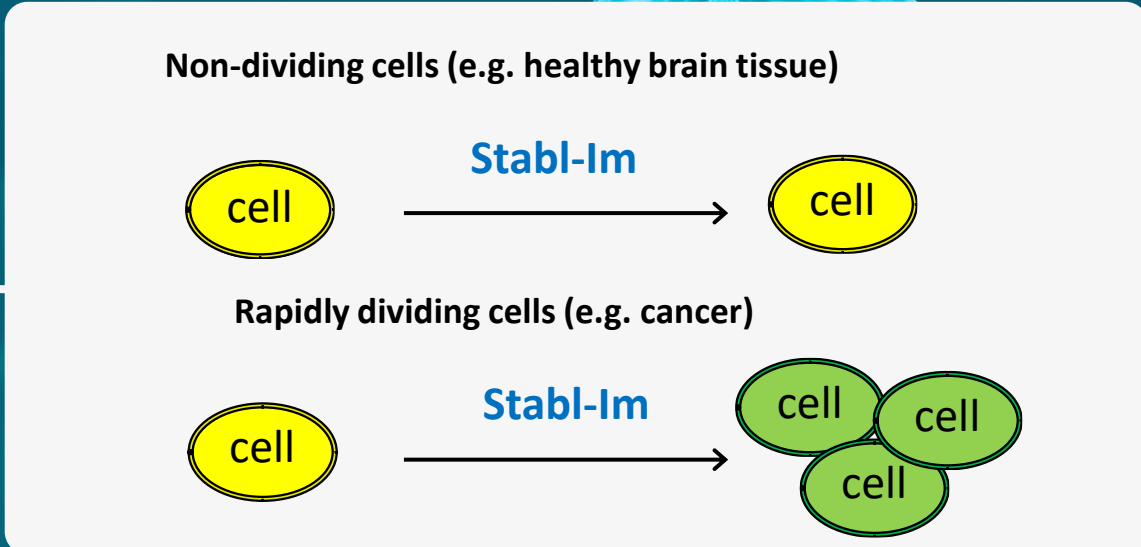 Non-dividing cells (e.g. healthy brain tissue)
Stabl-Im
cell
cell
Rapidly dividing cells (e.g. cancer)
Stabl-Im
cell
cell
cell
cell